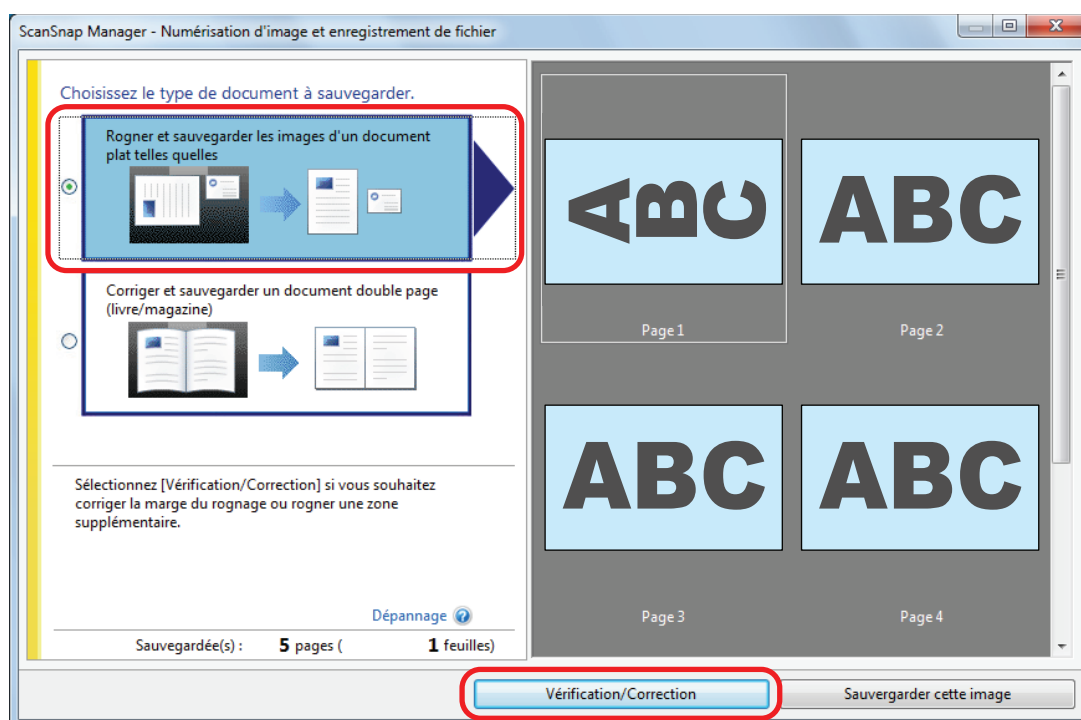 ScanSnap Manager - Numérisation d'image et enregistrement de fichier
Choisissez le type de document à sauvegarder.
Rogner et sauvegarder les images d'un document
plat telles quelles
Corriger et sauvegarder un document double page
(livre/magazine)
Sélectionnez [Vérification/Correction] si vous souhaitez
corriger la marge du rognage ou rogner une zone
supplémentaire.
Dépannage ?
Sauvegardée(s) : 5 pages ( 1 feuilles)
ABC
Page 1
ABC
Page 2
ABC
Page 3
ABC
Page 4
Vérification/Correction
Sauvergarder cette image